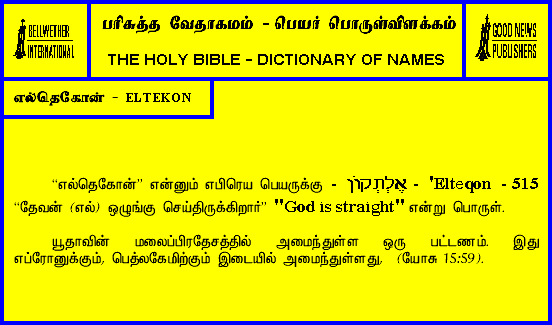 BELLWETHER
INTERNATIONAL
பரிசுத்த வேதாகமம் - பெயர் பொருள்விளக்கம்
THE HOLY BIBLE - DICTIONARY OF NAMES
GOOD NEWS
PUBLISHERS
எல்தெகோன் - ELTEKON
“எல்தெகோன்” என்னும் எபிரெய பெயருக்கு - אֶלְתְּקוֹן - 'Elteqon - 515
“தேவன் (எல்) ஒழுங்கு செய்திருக்கிறார்” "God is straight" என்று பொருள்.
யூதாவின் மலைப்பிரதேசத்தில் அமைந்துள்ள ஒரு பட்டணம். இது
எப்ரோனுக்கும், பெத்லகேமிற்கும் இடையில் அமைந்துள்ளது, (யோசு 15:59).